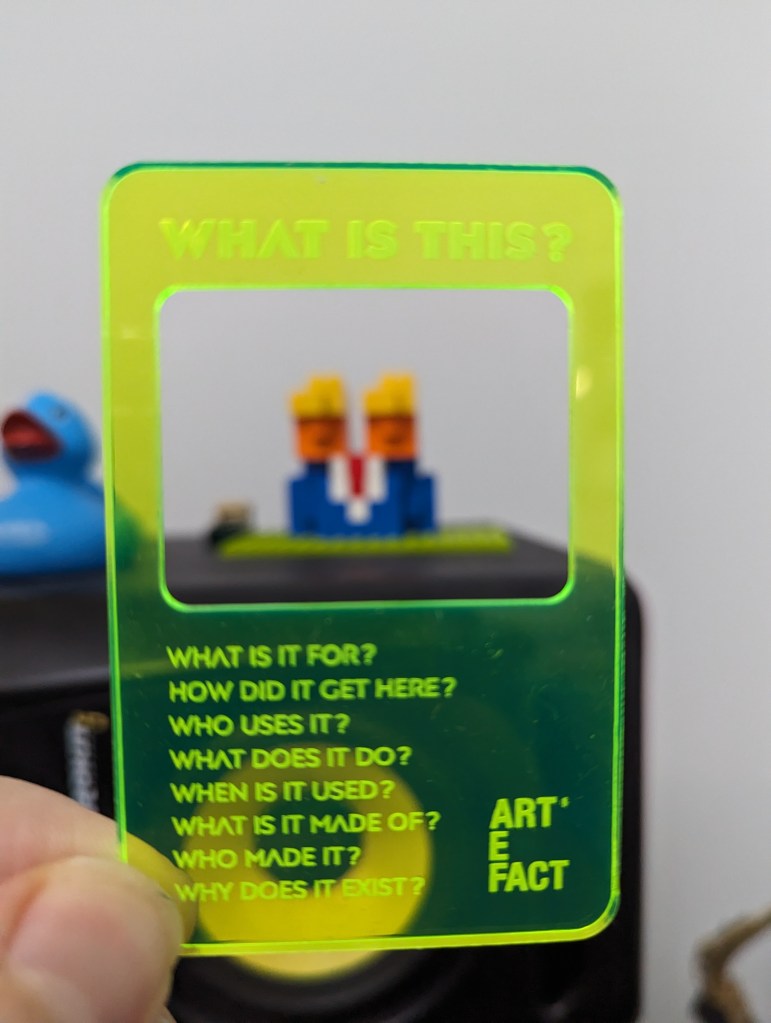 WHAT IS THIS?
WHAT IS IT FOR?
HOW DID IT GET HERE?
WHO USES IT?
WHAT DOES IT DO?
WHEN IS IT USED?
WHAT IS IT MADE OF?
WHO MADE IT?
WHY DOES IT EXIST?
ART'
E
FACT